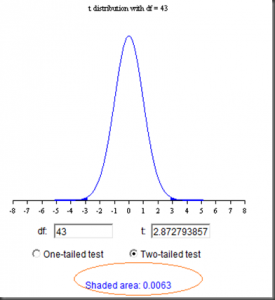 t distribution with df = 43
-8 -7 -6 -5 -4 -3 -2 -1 0 1 2 3 4 5 6 7 8
df: 43 t: 2.872793857
One-tailed test Two-tailed test
Shaded area: 0.0063